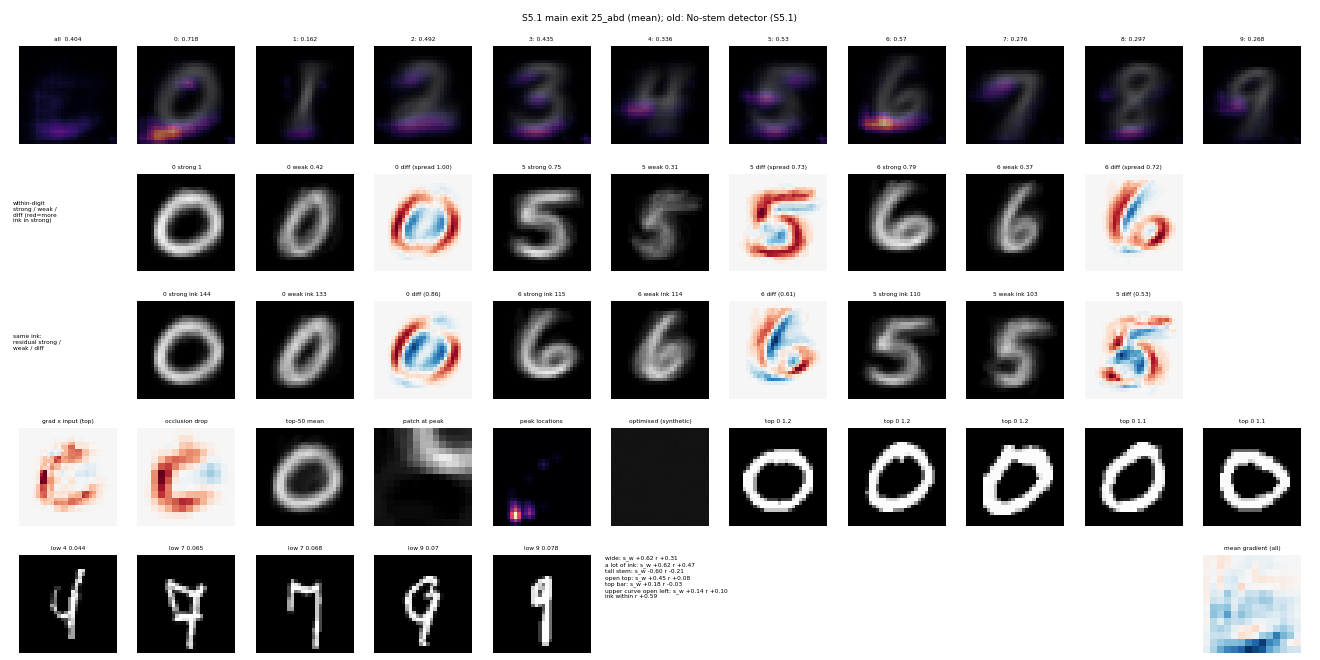 S5.1 main exit 25_abd (mean); old: No-stem detector (S5.1)
all 0.404
0: 0.718
1: 0.162
2: 0.492
3: 0.435
4: 0.336
5: 0.53
6: 0.57
7: 0.276
8: 0.297
9: 0.268
within-digit
strong / weak /
diff (red=more
ink in strong)
0 strong 1
0 weak 0.42
0 diff (spread 1.00)
5 strong 0.75
5 weak 0.31
5 diff (spread 0.73)
6 strong 0.79
6 weak 0.37
6 diff (spread 0.72)
same ink:
residual strong /
weak / diff
0 strong ink 144
0 weak ink 133
0 diff (0.86)
6 strong ink 115
6 weak ink 114
6 diff (0.61)
5 strong ink 110
5 weak ink 103
5 diff (0.53)
grad x input (top)
occlusion drop
top-50 mean
patch at peak
peak locations
optimised (synthetic)
top 0 1.2
top 0 1.2
top 0 1.2
top 0 1.1
top 0 1.1
low 4 0.044
low 7 0.065
low 7 0.068
low 9 0.07
low 9 0.078
wide: s_w +0.62 r +0.31
a lot of ink: s_w +0.62 r +0.47
tall stem: s_w -0.60 r -0.21
open top: s_w +0.45 r +0.08
top bar: s_w +0.18 r -0.03
upper curve open left: s_w +0.14 r +0.10
ink within r +0.59
mean gradient (all)